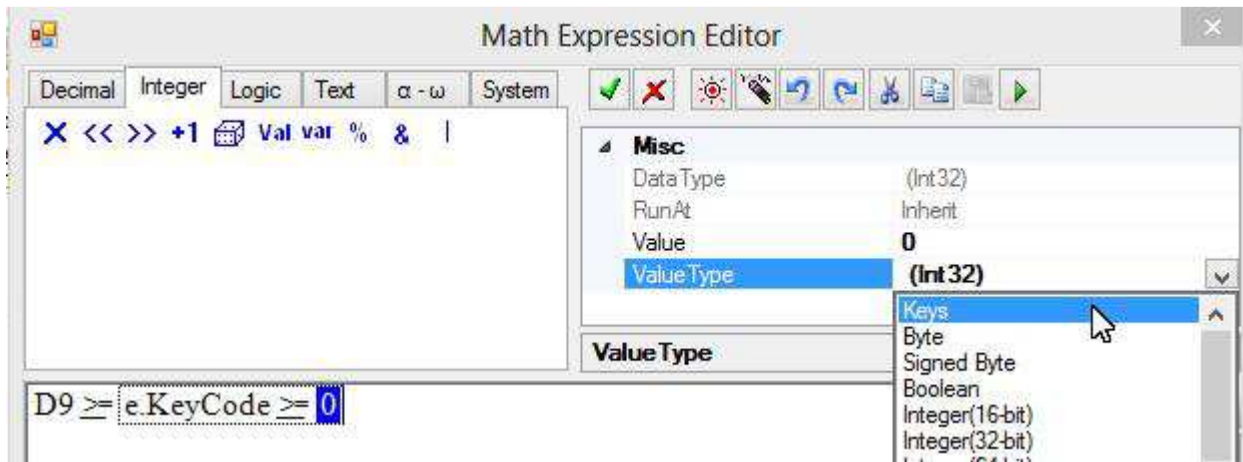 Math Expression Editor
Decimal Integer Logic Text α - ω System
X << >> +1 Val var % & |
Misc
DataType (Int32)
RunAt Inherit
Value 0
ValueType (Int32)
Keys
Byte
Signed Byte
Boolean
Integer(16-bit)
Integer(32-bit)
ValueType
D9 >= e.KeyCode >= 0